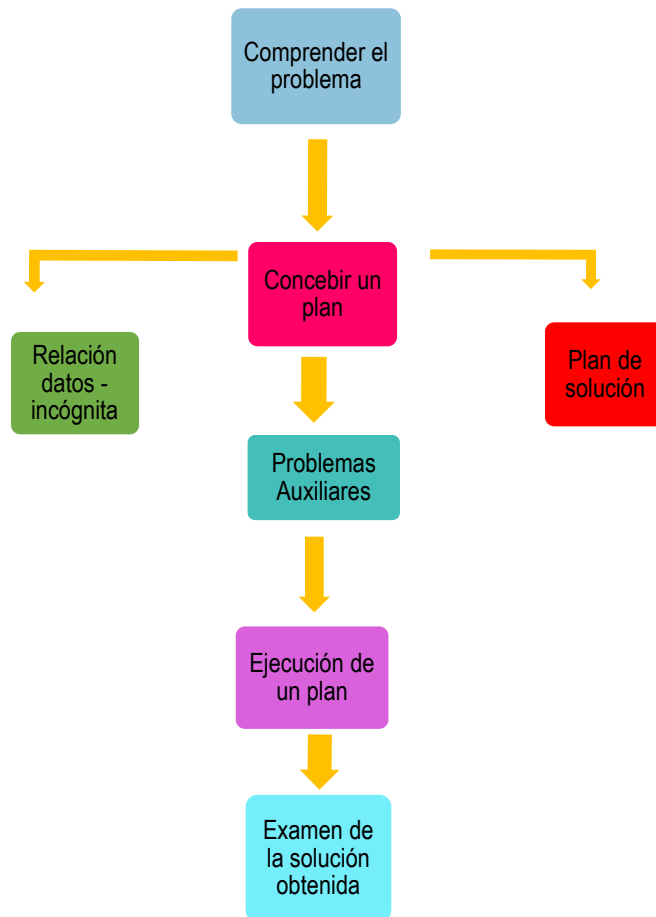 Comprender el
problema
Concebir un
plan
Relación
datos -
incógnita
Plan de
solución
Problemas
Auxiliares
Ejecución de
un plan
Examen de
la solución
obtenida